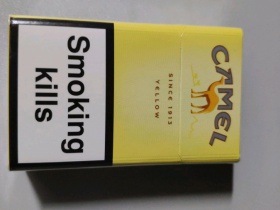 Smoking
kills
CAMEL
SINCE 1913
YELLOW